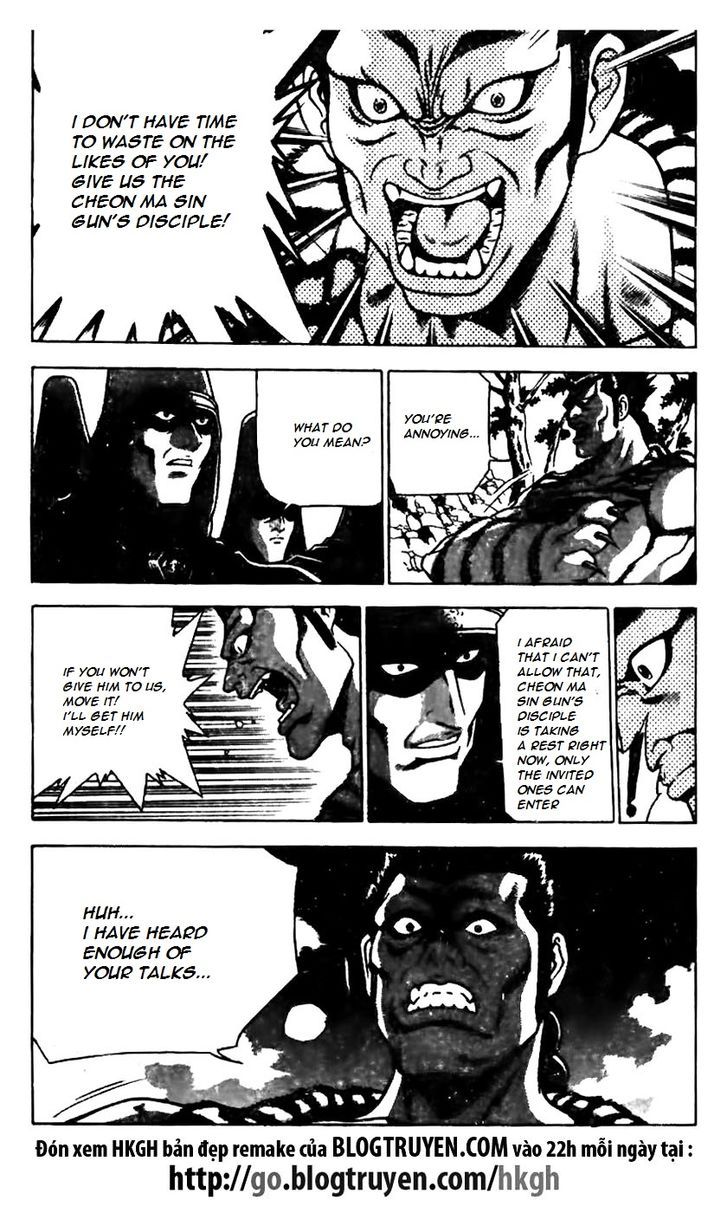 I DON'T HAVE TIME
TO WASTE ON THE
LIKES OF YOU!
GIVE US THE
CHEON MA SIN
GUN'S DISCIPLE!
WHAT DO
YOU MEAN?
YOU'RE
ANNOYING...
IF YOU WON'T
GIVE HIM TO US,
MOVE IT!
I'LL GET HIM
MYSELF!!
I AFRAID
THAT I CAN'T
ALLOW THAT,
CHEON MA
SIN GUN'S
DISCIPLE
IS TAKING
A REST RIGHT
NOW, ONLY
THE INVITED
ONES CAN
ENTER
HUH...
I HAVE HEARD
ENOUGH OF
YOUR TALKS...
Đón xem HKGH bản đẹp remake của BLOGTRUYEN.COM vào 22h mỗi ngày tại :
http://go.blogtruyen.com/hkgh